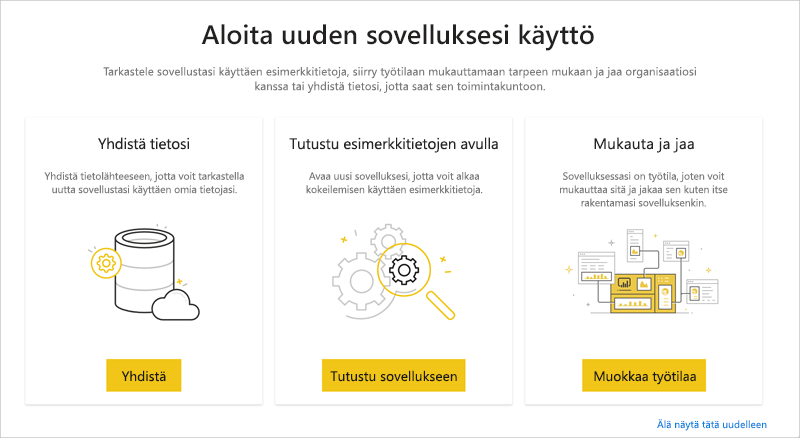 Aloita uuden sovelluksesi käyttö
Tarkastele sovellustasi käyttäen esimerkkitietoja, siirry työtilaan mukauttamaan tarpeen mukaan ja jaa organisaatiosi
kanssa tai yhdistä tietosi, jotta saat sen toimintakuntoon.
Yhdistä tietosi
Yhdistä tietolähteeseen, jotta voit tarkastella
uutta sovellustasi käyttäen omia tietojasi.
Yhdistä
Tutustu esimerkkitietojen avulla
Avaa uusi sovelluksesi, jotta voit alkaa
kokeilemisen käyttäen esimerkkitietoja.
Tutustu sovellukseen
Mukauta ja jaa
Sovelluksessasi on työtila, joten voit
mukauttaa sitä ja jakaa sen kuten itse
rakentamasi sovelluksenkin.
Muokkaa työtilaa
Älä näytä tätä uudelleen